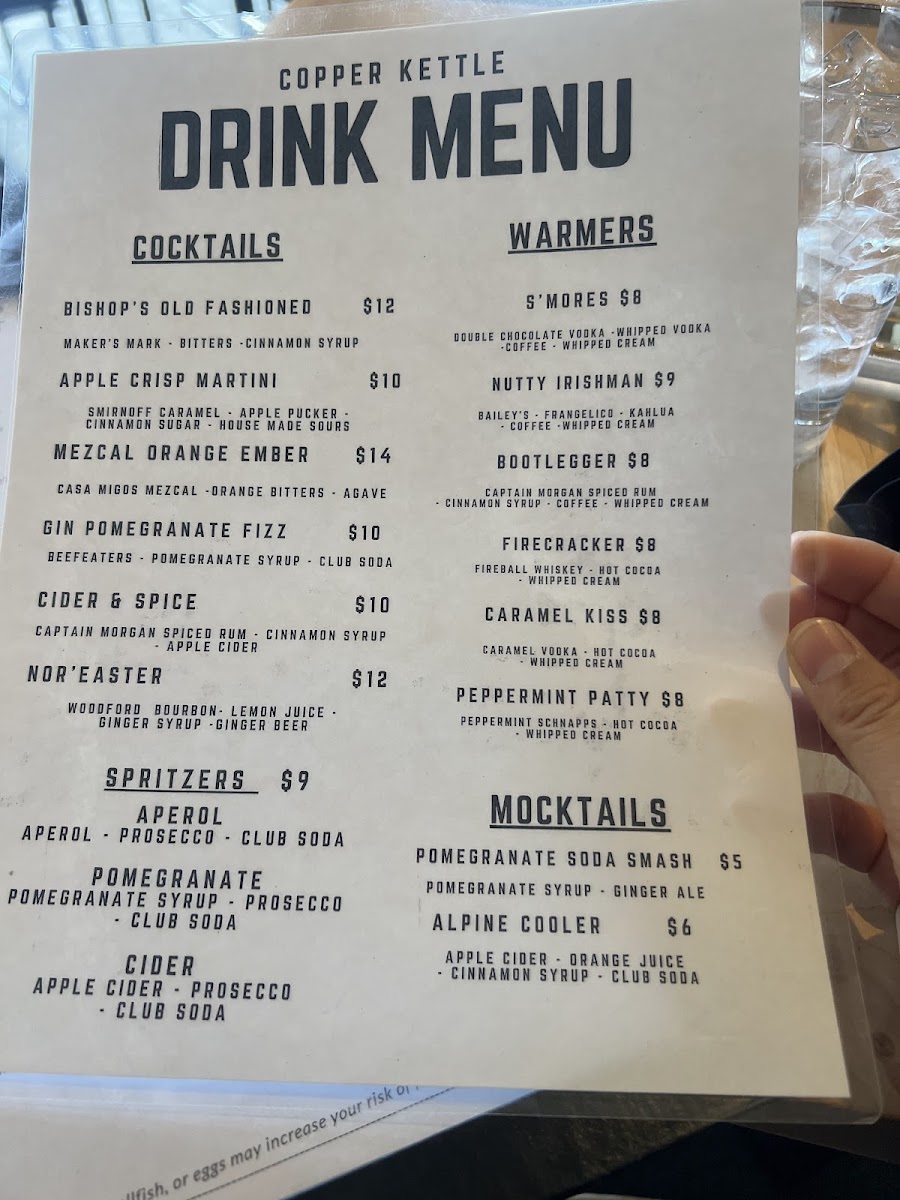 COPPER KETTLE
DRINK MENU
COCKTAILS
BISHOP'S OLD FASHIONED $12
MAKER'S MARK - BITTERS -CINNAMON SYRUP
APPLE CRISP MARTINI $10
SMIRNOFF CARAMEL - APPLE PUCKER -
CINNAMON SUGAR - HOUSE MADE SOURS
MEZCAL ORANGE EMBER $14
CASA MIGOS MEZCAL -ORANGE BITTERS - AGAVE
GIN POMEGRANATE FIZZ $10
BEEFEATERS - POMEGRANATE SYRUP - CLUB SODA
CIDER & SPICE $10
CAPTAIN MORGAN SPICED RUM - CINNAMON SYRUP
- APPLE CIDER
NOR'EASTER $12
WOODFORD BOURBON- LEMON JUICE -
GINGER SYRUP -GINGER BEER
SPRITZERS $9
APEROL
APEROL - PROSECCO - CLUB SODA
POMEGRANATE
POMEGRANATE SYRUP - PROSECCO
- CLUB SODA
CIDER
APPLE CIDER - PROSECCO
- CLUB SODA
WARMERS
S'MORES $8
DOUBLE CHOCOLATE VODKA -WHIPPED VODKA
-COFFEE - WHIPPED CREAM
NUTTY IRISHMAN $9
BAILEY'S - FRANGELICO - KAHLUA
- COFFEE -WHIPPED CREAM
BOOTLEGGER $8
CAPTAIN MORGAN SPICED RUM
- CINNAMON SYRUP - COFFEE - WHIPPED CREAM
FIRECRACKER $8
FIREBALL WHISKEY - HOT COCOA
- WHIPPED CREAM
CARAMEL KISS $8
CARAMEL VODKA - HOT COCOA
- WHIPPED CREAM
PEPPERMINT PATTY $8
PEPPERMINT SCHNAPPS - HOT COCOA
- WHIPPED CREAM
MOCKTAILS
POMEGRANATE SODA SMASH $5
POMEGRANATE SYRUP - GINGER ALE
ALPINE COOLER $6
APPLE CIDER - ORANGE JUICE
- CINNAMON SYRUP - CLUB SODA
or eggs may increase your risk of